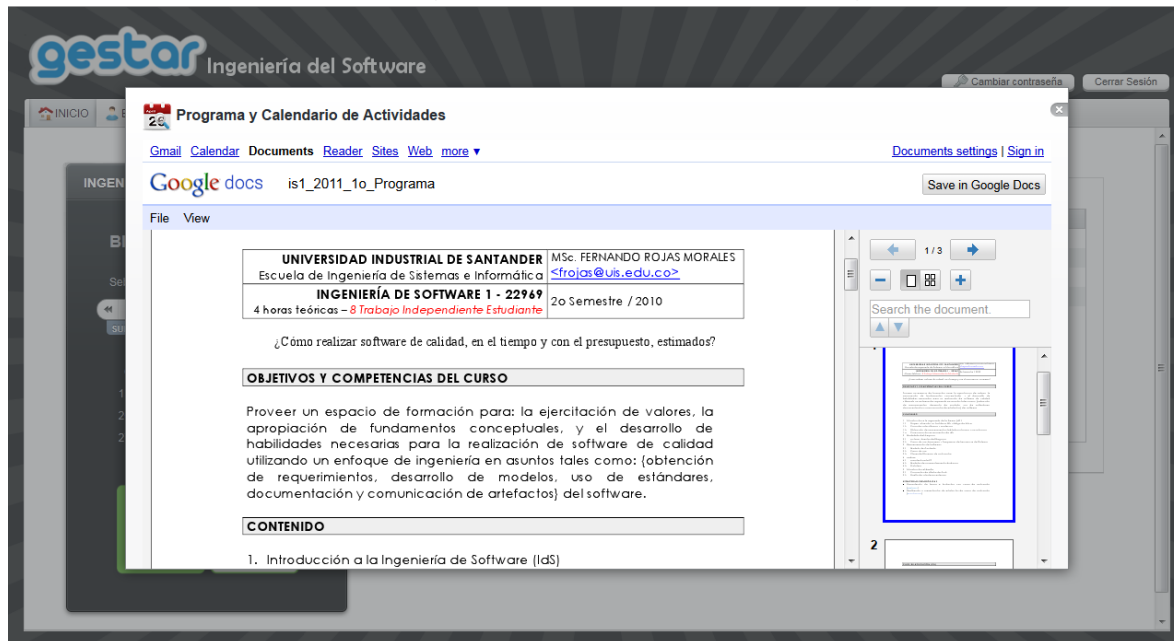 gestar Ingeniería del Software
Cambiar contraseña
Cerrar Sesión
INICIO
Programa y Calendario de Actividades
Gmail Calendar Documents Reader Sites Web more ▼
Documents settings | Sign in
Google docs is1_2011_1o_Programa
Save in Google Docs
File View
UNIVERSIDAD INDUSTRIAL DE SANTANDER
Escuela de Ingeniería de Sistemas e Informática
MSc. FERNANDO ROJAS MORALES
<frojas@uis.edu.co>
INGENIERÍA DE SOFTWARE 1 - 22969
4 horas teóricas – 8 Trabajo Independiente Estudiante
2o Semestre / 2010
¿Cómo realizar software de calidad, en el tiempo y con el presupuesto, estimados?
OBJETIVOS Y COMPETENCIAS DEL CURSO
Proveer un espacio de formación para: la ejercitación de valores, la
apropiación de fundamentos conceptuales, y el desarrollo de
habilidades necesarias para la realización de software de calidad
utilizando un enfoque de ingeniería en asuntos tales como: {obtención
de requerimientos, desarrollo de modelos, uso de estándares,
documentación y comunicación de artefactos} del software.
CONTENIDO
1. Introducción a la Ingeniería de Software (IdS)
1 / 3
Search the document.
2